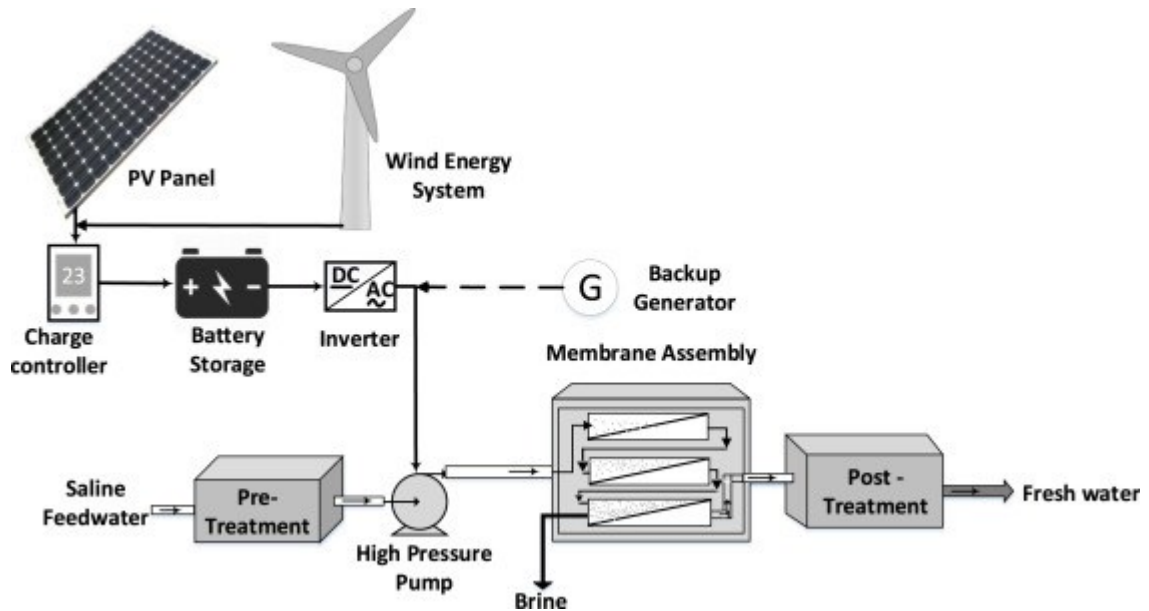 PV Panel
Wind Energy
System
23
Charge
controller
+ -
Battery
Storage
DC
AC
~
Inverter
G
Backup
Generator
Membrane Assembly
Saline
Feedwater
Pre-
Treatment
High Pressure
Pump
Brine
Post -
Treatment
Fresh water